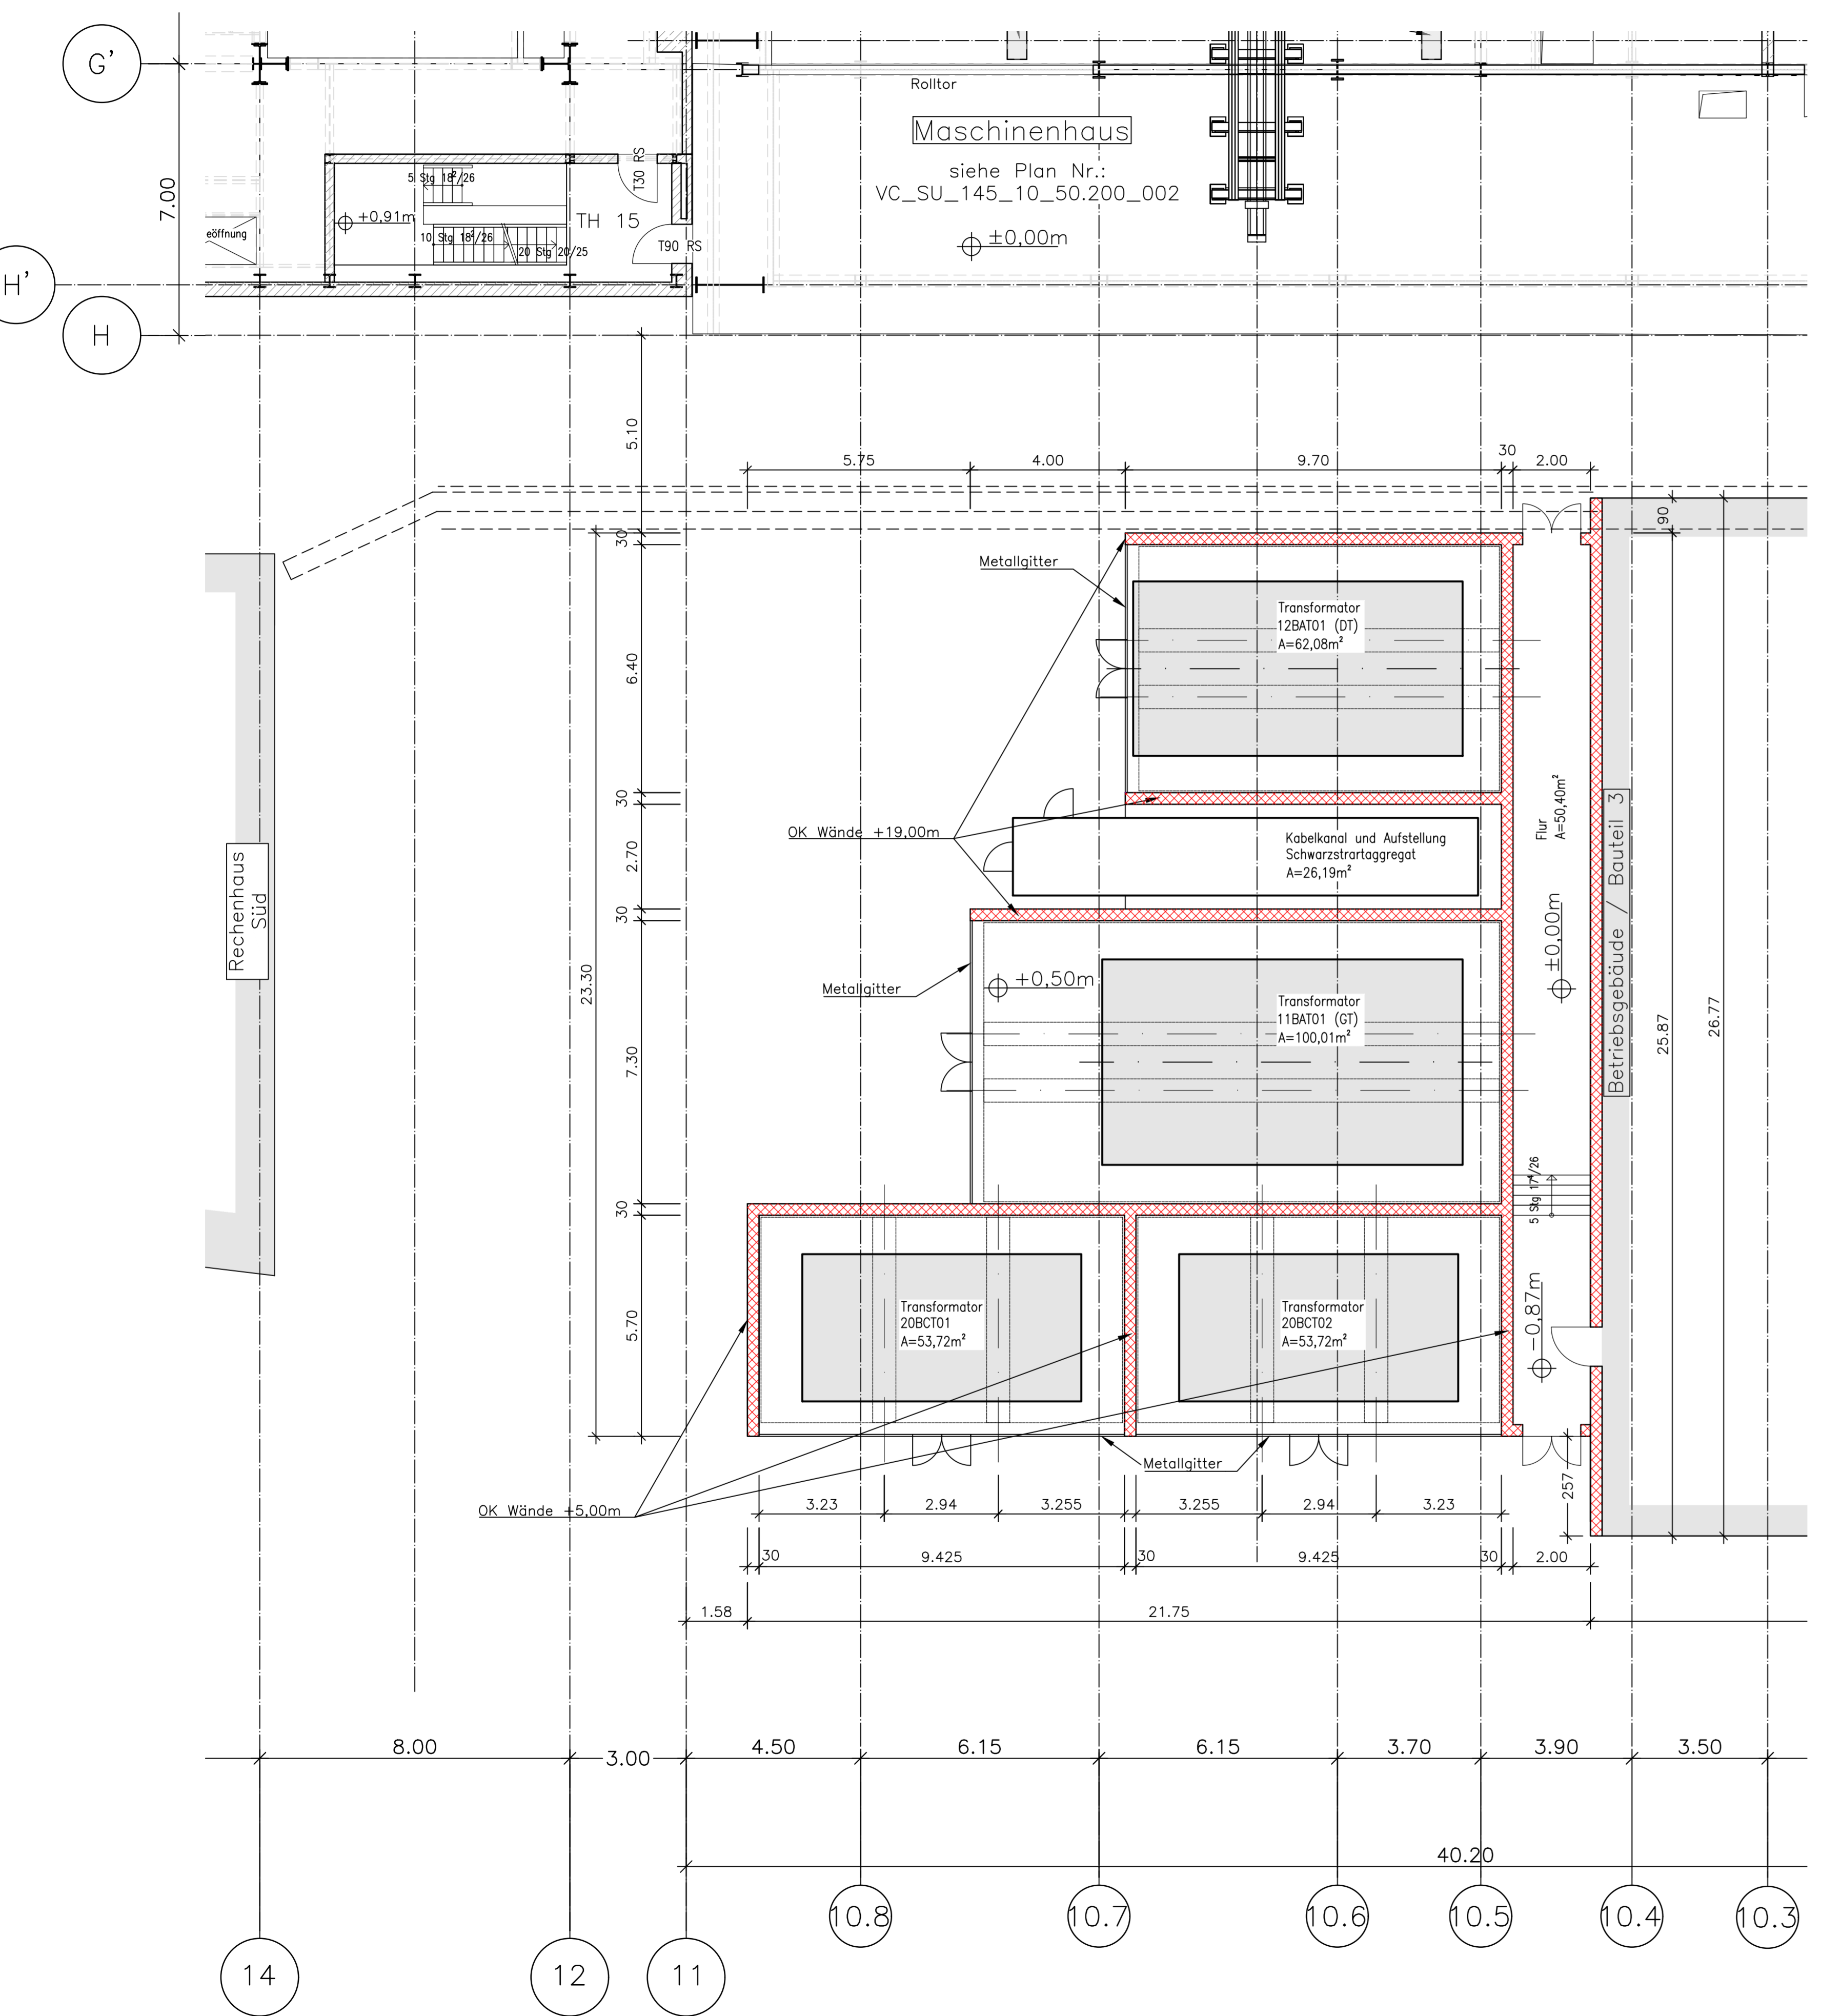 G'
Rolltor
Maschinenhaus
siehe Plan Nr.:
VC_SU_145_10_50.200_002
±0,00m
7.00
T30 RS
5 Stg 18²/26
+0,91m
TH 15
eöffnung
10 Stg 18²/26
20 Stg 20/25
T90 RS
H'
H
5.10
5.75
4.00
9.70
30
2.00
90
30
Metallgitter
Transformator
12BAT01 (DT)
A=62,08m²
6.40
30
OK Wände +19,00m
Kabelkanal und Aufstellung
Schwarzstrartaggregat
A=26,19m²
Flur
A=50,40m²
2.70
30
Rechenhaus
Süd
Betriebsgebäude / Bauteil 3
±0,00m
23.30
Metallgitter
+0,50m
Transformator
11BAT01 (GT)
A=100,01m²
7.30
25.87
26.77
5 Stg 17⁴/26
30
Transformator
20BCT01
A=53,72m²
Transformator
20BCT02
A=53,72m²
5.70
-0,87m
Metallgitter
OK Wände +5,00m
257
3.23
2.94
3.255
3.255
2.94
3.23
30
9.425
30
9.425
30
2.00
1.58
21.75
8.00
3.00
4.50
6.15
6.15
3.70
3.90
3.50
40.20
10.8
10.7
10.6
10.5
10.4
10.3
14
12
11